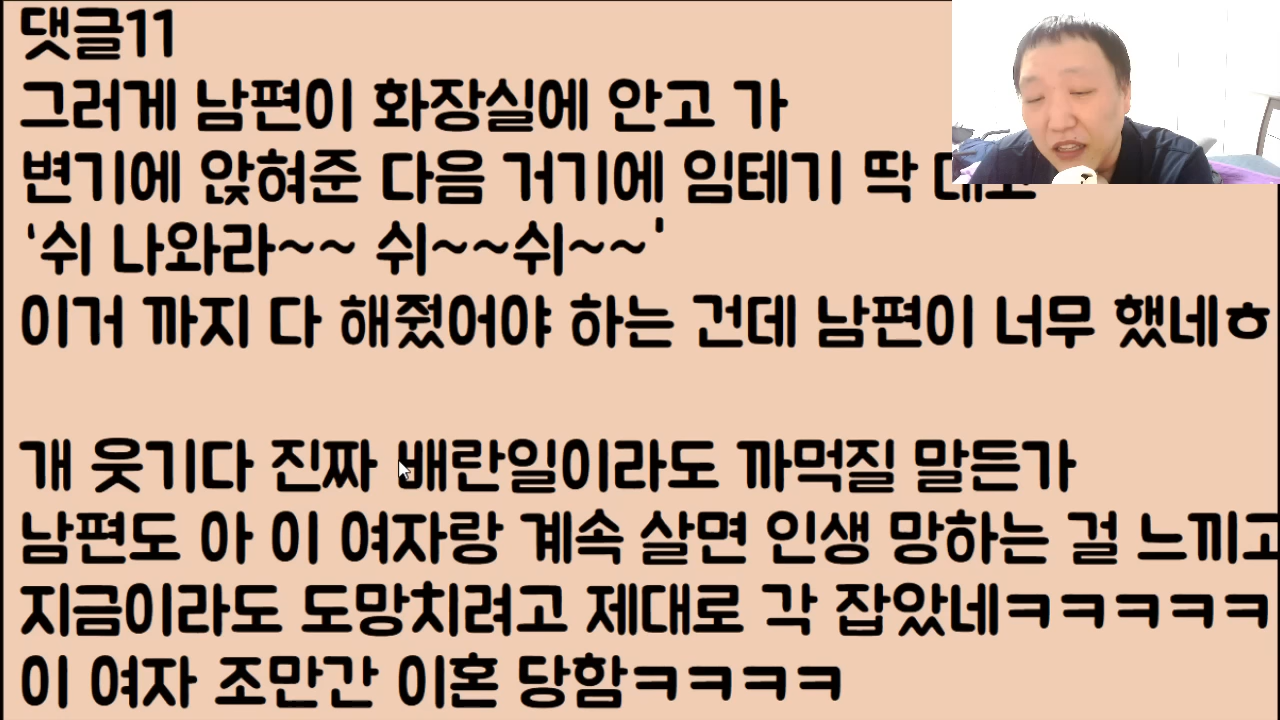 댓글11
그러게 남편이 화장실에 안고 가
변기에 앉혀준 다음 거기에 임테기 딱
‘쉬 나와라~~ 쉬~~쉬~~’
이거 까지 다 해줬어야 하는 건데 남편이 너무 했네ㅎ
개 웃기다 진짜 배란일이라도 까먹질 말든가
남편도 아 이 여자랑 계속 살면 인생 망하는 걸 느끼고
지금이라도 도망치려고 제대로 각 잡았네ㅋㅋㅋㅋㅋ
이 여자 조만간 이혼 당함ㅋㅋㅋㅋ